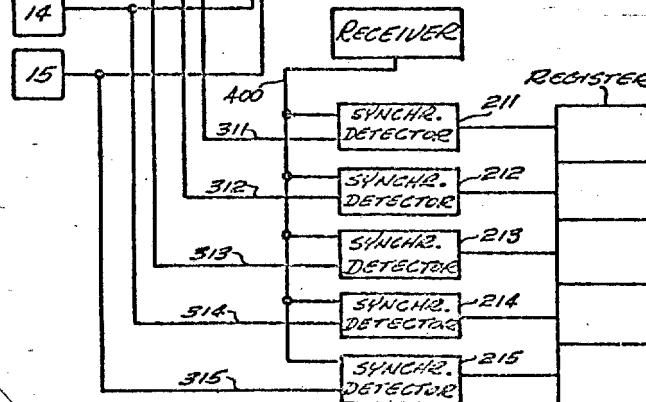 14
RECEIVER
15
REGISTER
400
SYNCHR.
DETECTOR
211
311
SYNCHR.
DETECTOR
212
312
SYNCHR.
DETECTOR
213
313
SYNCHR.
DETECTOR
214
314
SYNCHR.
DETECTOR
215
315